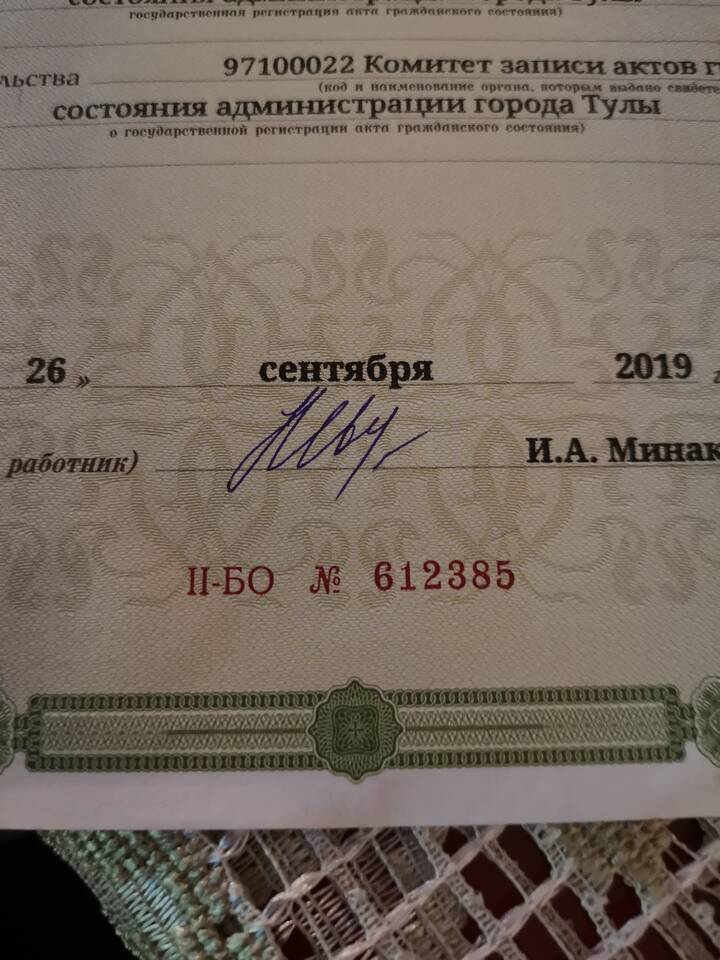 государственная регистрация акта гражданского состояния)
97100022 Комитет записи актов
льства
(код и наименование органа, которым выдано
состояния администрации города Тулы
о государственной регистрации акта гражданского состояния)
26 » сентября 2019
работник) И.А. Минак
II-БО № 612385